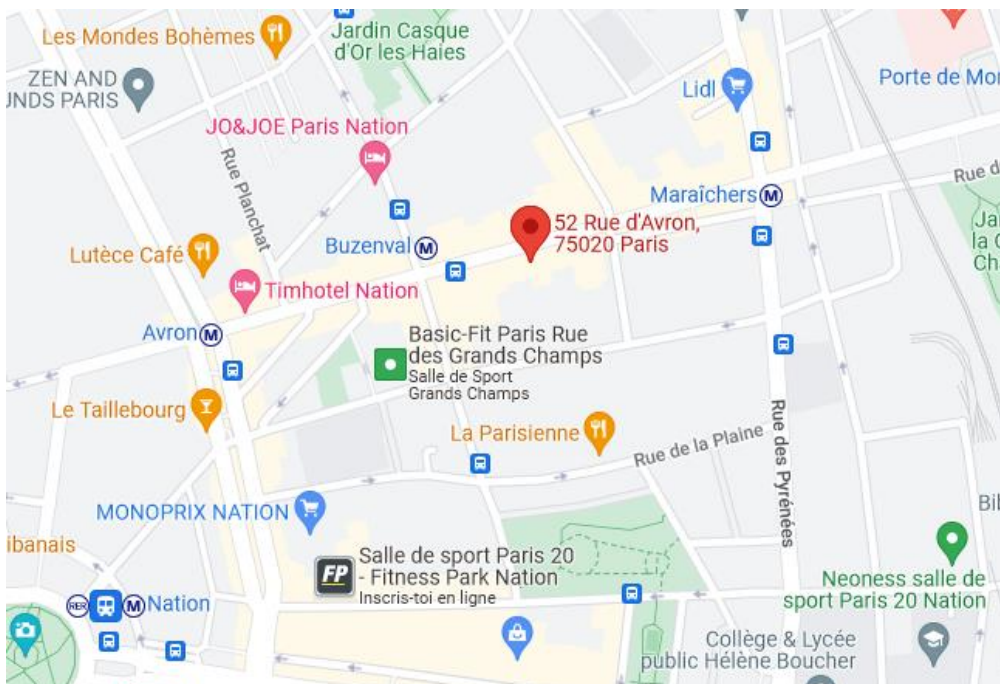 Les Mondes Bohèmes
Jardin Casque
d'Or les Haies
ZEN AND
UNDS PARIS
Lidl
Porte de Mon
JO&JOE Paris Nation
Rue Planchat
Maraîchers M
Rue d
52 Rue d'Avron,
75020 Paris
Buzenval M
Lutèce Café
Timhotel Nation
Avron M
Basic-Fit Paris Rue
des Grands Champs
Salle de Sport
Grands Champs
Le Taillebourg
La Parisienne
Rue de la Plaine
Rue des Pyrénées
MONOPRIX NATION
ibanais
FP
Salle de sport Paris 20
- Fitness Park Nation
Inscris-toi en ligne
RER M Nation
Neoness salle de
sport Paris 20 Nation
Collège & Lycée
public Hélène Boucher